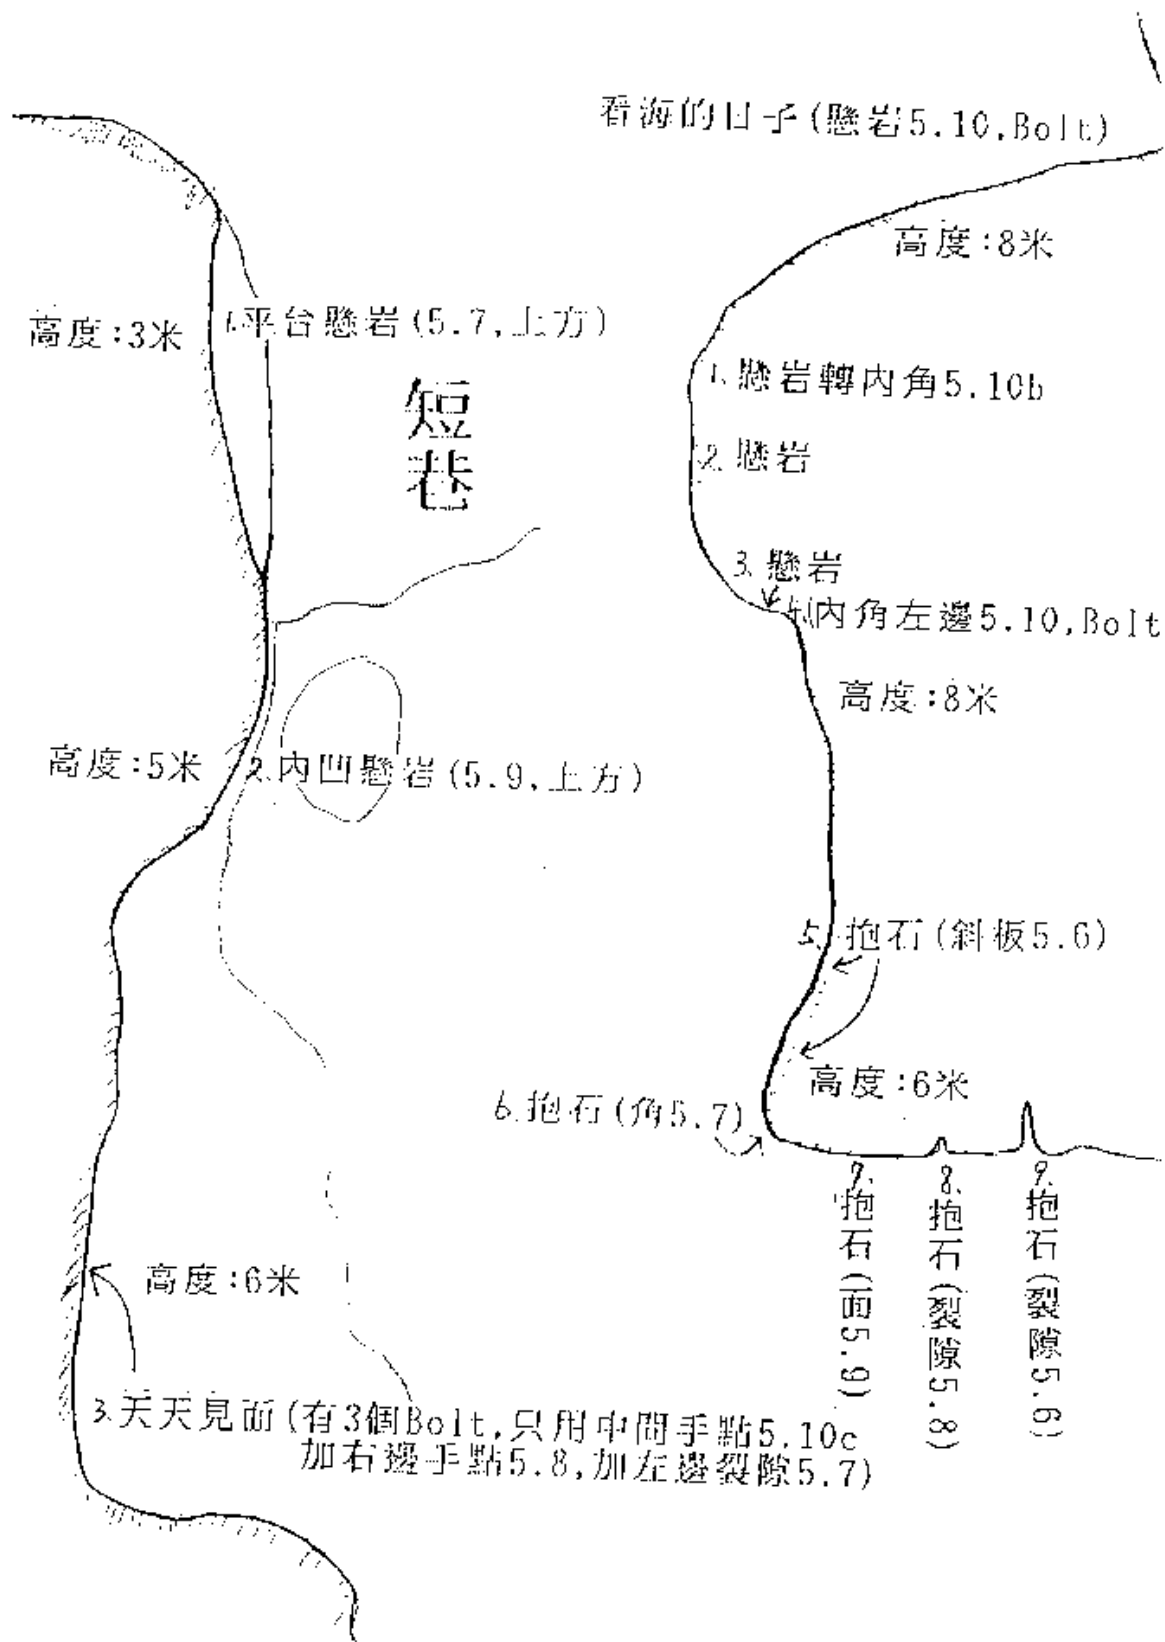 看海的日子(懸岩5.10,Bolt)
高度:8米
高度:3米
1.平台懸岩(5.7,上方)
短巷
1.懸岩轉內角5.10b
2.懸岩
3.懸岩
4.(內角左邊5.10,Bolt
高度:8米
高度:5米
2.內凹懸岩(5.9,上方)
5.抱石(斜板5.6)
高度:6米
6.抱石(角5.7)
7.抱石(面5.9)
8.抱石(裂隙5.8)
9.抱石(裂隙5.6)
高度:6米
3.天天見面(有3個Bolt,只用中間手點5.10c
加右邊手點5.8,加左邊裂隙5.7)